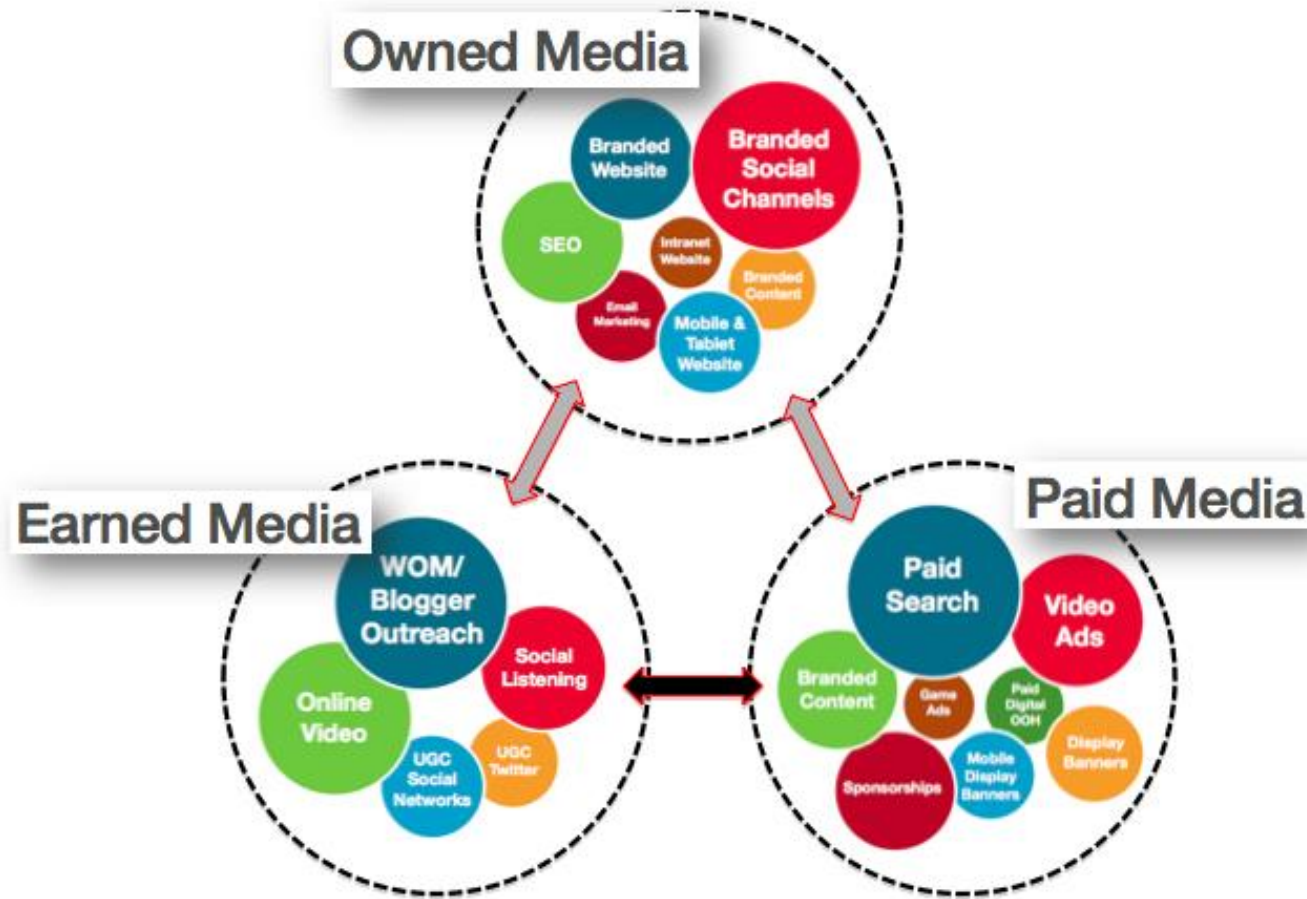 Owned Media
Branded
Website
Branded
Social
Channels
SEO
Intranet
Website
Branded
Content
Email
Marketing
Mobile &
Tablet
Website
Earned Media
WOM/
Blogger
Outreach
Social
Listening
Online
Video
UGC
Social
Networks
UGC
Twitter
Paid Media
Paid
Search
Video
Ads
Branded
Content
Game
Ads
Paid
Digital
OOH
Display
Banners
Sponsorships
Mobile
Display
Banners